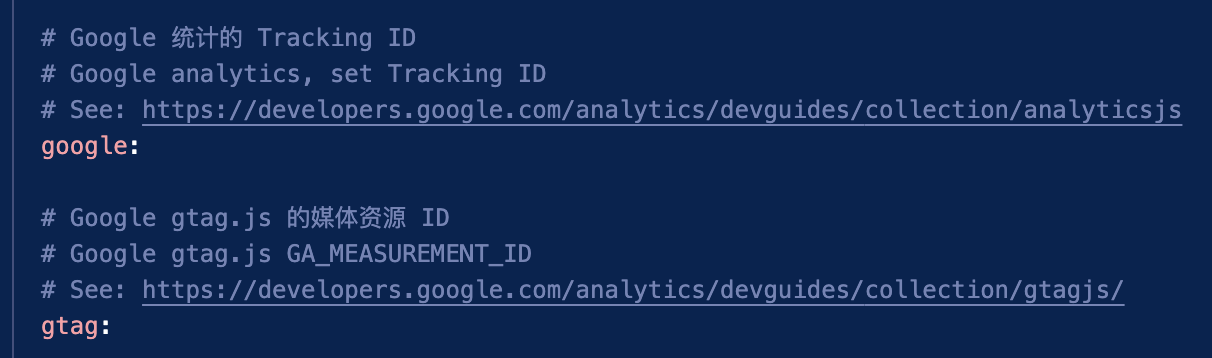 # Google 统计的 Tracking ID
# Google analytics, set Tracking ID
# See: https://developers.google.com/analytics/devguides/collection/analyticsjs
google:
# Google gtag.js 的媒体资源 ID
# Google gtag.js GA_MEASUREMENT_ID
# See: https://developers.google.com/analytics/devguides/collection/gtagjs/
gtag: